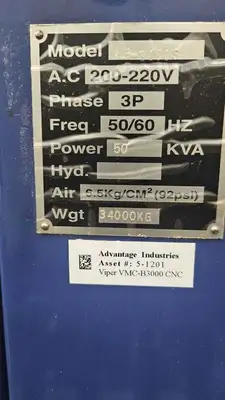 Model
A.C 200-220V
Phase 3P
Freq 50/60 HZ
Power 50 KVA
Hyd.
Air 6.5Kg/CM² (92psi)
Wgt 34000KG
Advantage Industries
Asset #: 5-1201
Viper VMC-B3000 CNC